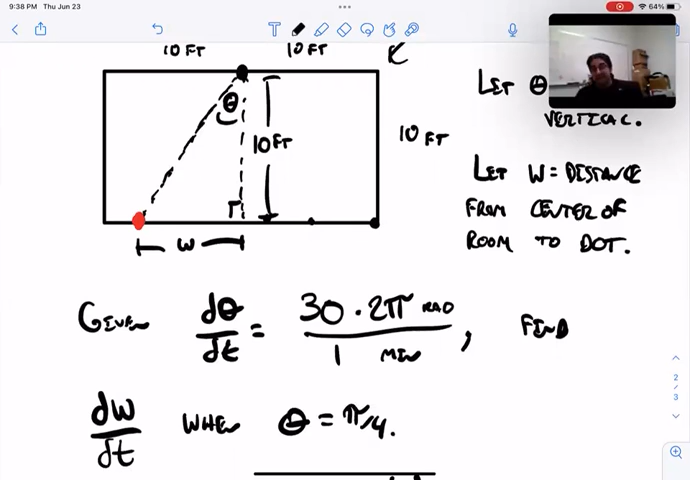 9:38 PM Thu Jun 23
64%
10 FT 10 FT
LET θ
VERTICAL.
θ
10 FT
10 FT
LET W = DISTANCE
FROM CENTER OF
ROOM TO DOT.
W
GIVEN dθ/dt = 30 · 2π RAD / 1 MIN , FIND
dW/dt WHEN θ = π/4.
2
/
3